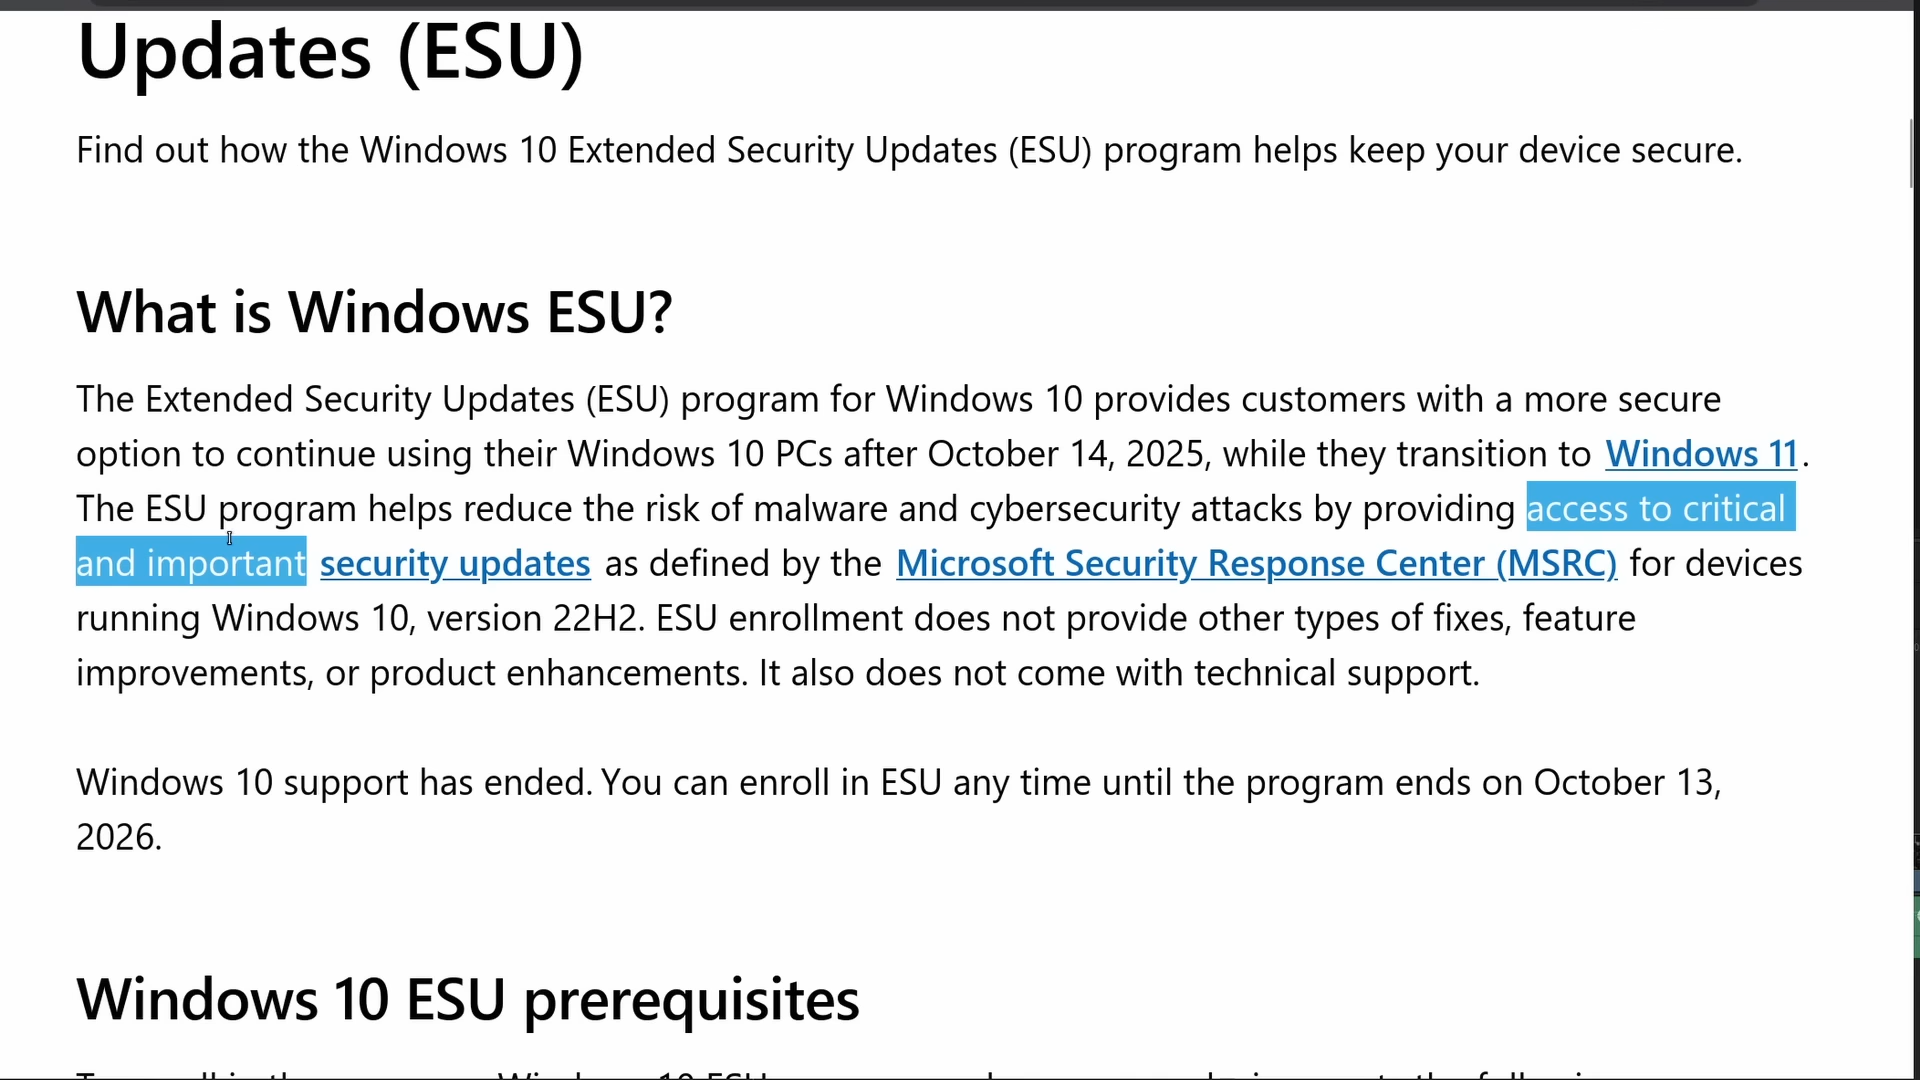 Updates (ESU)
Find out how the Windows 10 Extended Security Updates (ESU) program helps keep your device secure.
What is Windows ESU?
The Extended Security Updates (ESU) program for Windows 10 provides customers with a more secure
option to continue using their Windows 10 PCs after October 14, 2025, while they transition to Windows 11.
The ESU program helps reduce the risk of malware and cybersecurity attacks by providing access to critical
and important security updates as defined by the Microsoft Security Response Center (MSRC) for devices
running Windows 10, version 22H2. ESU enrollment does not provide other types of fixes, feature
improvements, or product enhancements. It also does not come with technical support.
Windows 10 support has ended. You can enroll in ESU any time until the program ends on October 13,
2026.
Windows 10 ESU prerequisites